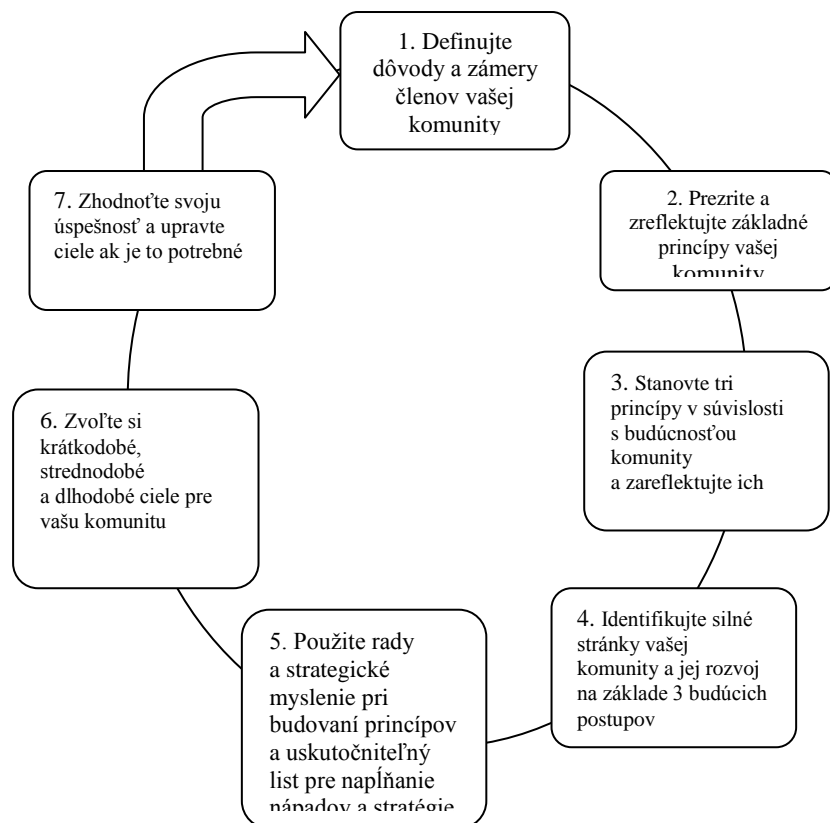 1. Definujte
dôvody a zámery
členov vašej
komunity
2. Prezrite a
zreflektujte základné
princípy vašej
komunity
3. Stanovte tri
princípy v súvislosti
s budúcnosťou
komunity
a zareflektujte ich
4. Identifikujte silné
stránky vašej
komunity a jej rozvoj
na základe 3 budúcich
postupov
5. Použite rady
a strategické
myslenie pri
budovaní princípov
a uskutočniteľný
list pre napĺňanie
nápadov a stratégie
6. Zvoľte si
krátkodobé,
strednodobé
a dlhodobé ciele pre
vašu komunitu
7. Zhodnoťte svoju
úspešnosť a upravte
ciele ak je to potrebné